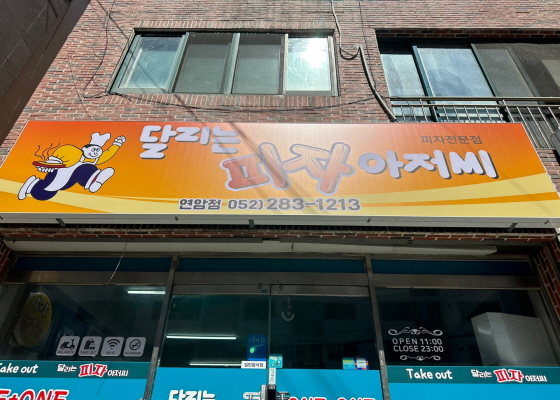 달리는 피자 아저씨
피자전문점
연암점 052) 283-1213
OPEN 11:00
CLOSE 23:00
Take out 달리는 피자 아저씨
Take out 달리는 피자 아저씨
1+ONE
달리는